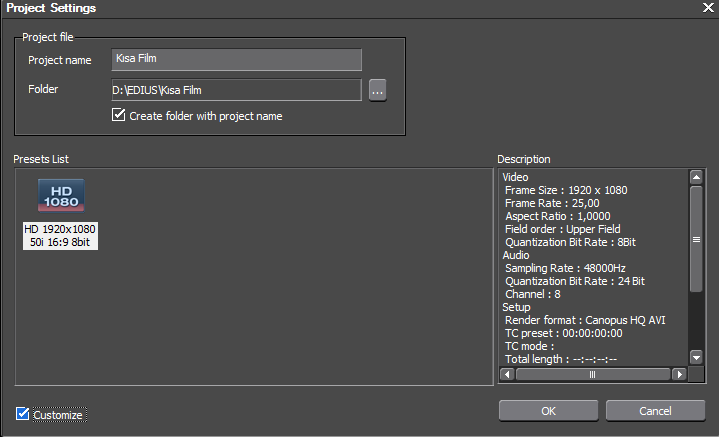 Project Settings
Project file
Project name
Kısa Film
Folder
D:\EDIUS\Kısa Film
...
Create folder with project name
Presets List
HD
1080
HD 1920x1080
50i 16:9 8bit
Description
Video
Frame Size : 1920 x 1080
Frame Rate : 25,00
Aspect Ratio : 1,0000
Field order : Upper Field
Quantization Bit Rate : 8Bit
Audio
Sampling Rate : 48000Hz
Quantization Bit Rate : 24 Bit
Channel : 8
Setup
Render format : Canopus HQ AVI
TC preset : 00:00:00:00
TC mode :
Total length : --:--:--:--
Customize
OK
Cancel